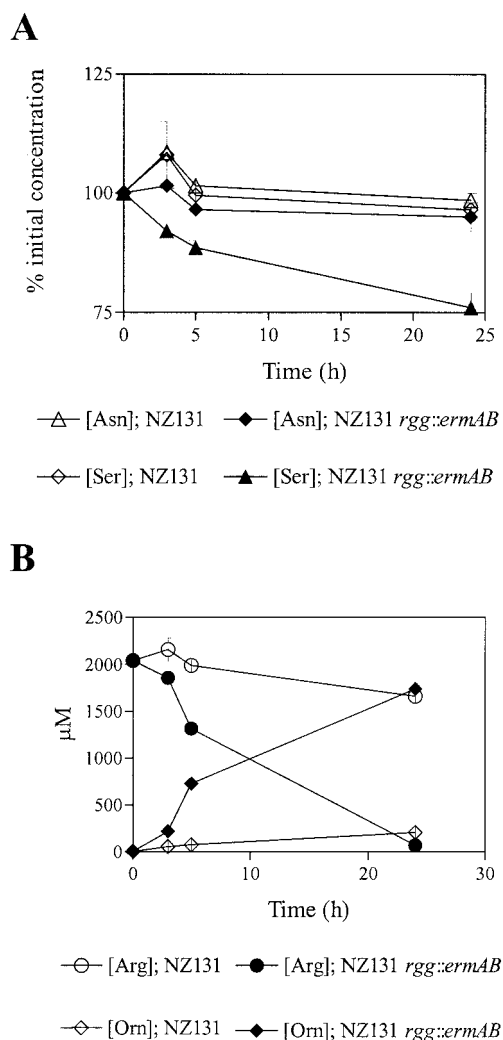 A
125
100
75
% initial concentration
0 5 10 15 20 25
Time (h)
[Asn]; NZ131 [Asn]; NZ131 rgg::ermAB
[Ser]; NZ131 [Ser]; NZ131 rgg::ermAB
B
2500
2000
1500
1000
500
0
μM
0 10 20 30
Time (h)
[Arg]; NZ131 [Arg]; NZ131 rgg::ermAB
[Orn]; NZ131 [Orn]; NZ131 rgg::ermAB